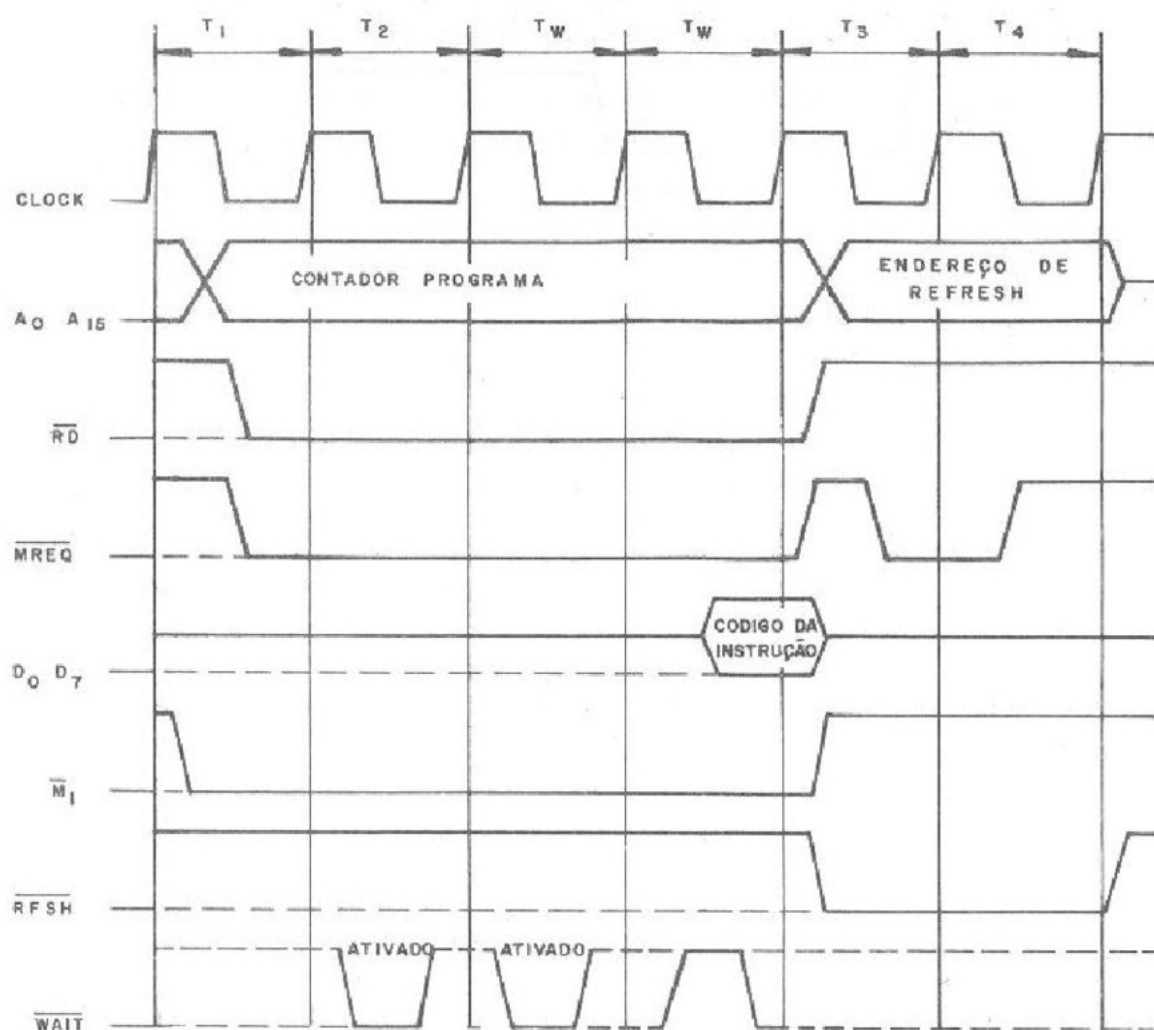 T1 T2 TW TW T3 T4
CLOCK
CONTADOR PROGRAMA
ENDEREÇO DE
REFRESH
A0 A15
RD
MREQ
CODIGO DA
INSTRUÇÃO
D0 D7
M1
RFSH
ATIVADO ATIVADO
WAIT